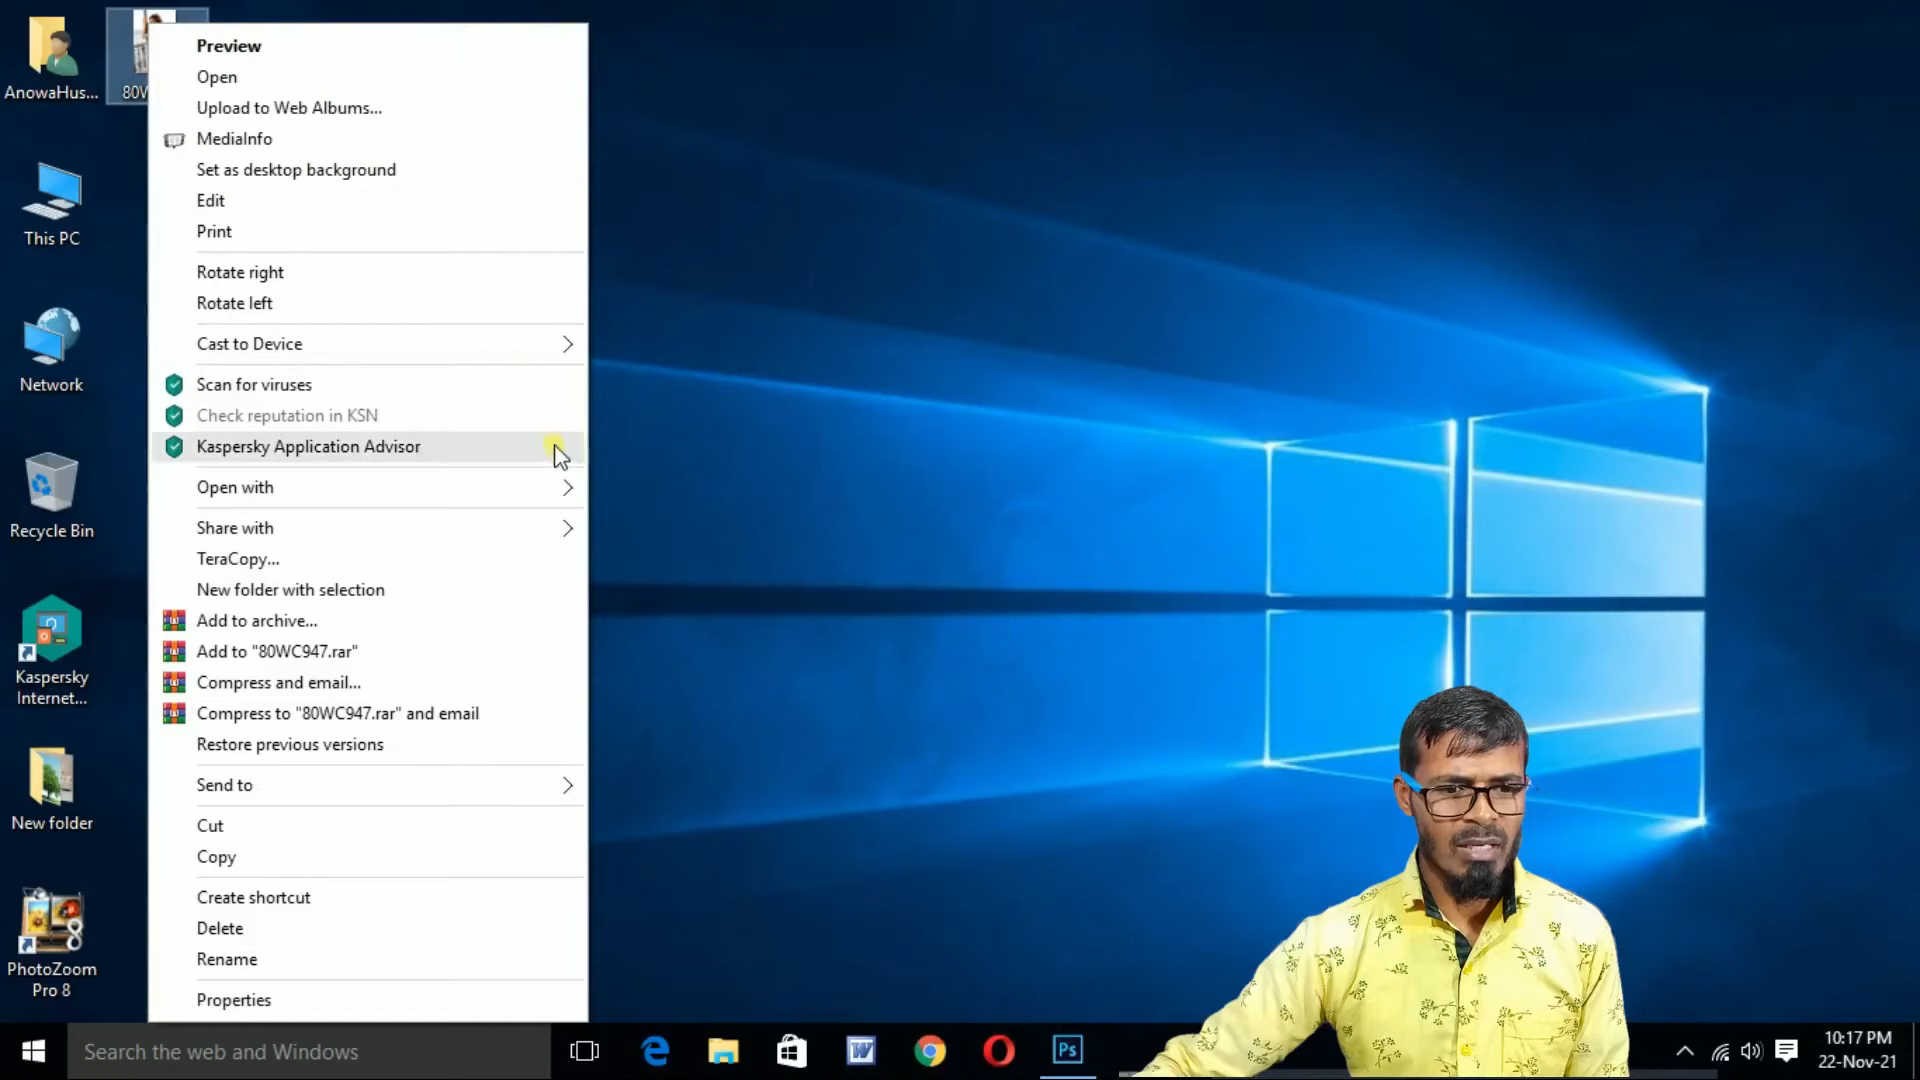 AnowaHus...
This PC
Network
Recycle Bin
Kaspersky
Internet...
New folder
PhotoZoom
Pro 8
Preview
Open
Upload to Web Albums...
MediaInfo
Set as desktop background
Edit
Print
Rotate right
Rotate left
Cast to Device
Scan for viruses
Check reputation in KSN
Kaspersky Application Advisor
Open with
Share with
TeraCopy...
New folder with selection
Add to archive...
Add to "80WC947.rar"
Compress and email...
Compress to "80WC947.rar" and email
Restore previous versions
Send to
Cut
Copy
Create shortcut
Delete
Rename
Properties
Search the web and Windows
W
Ps
10:17 PM
22-Nov-21